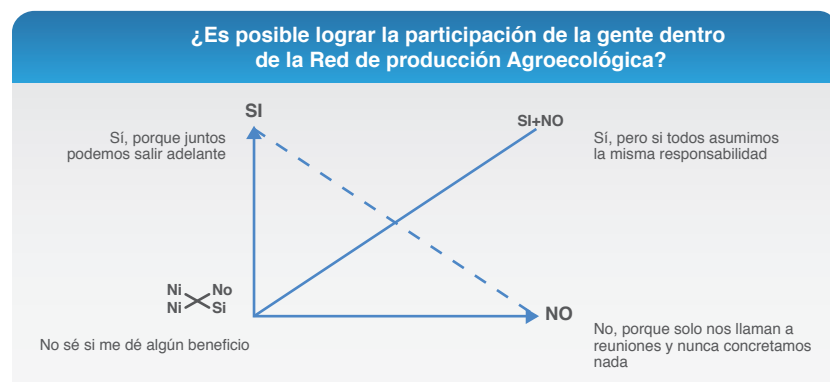 ¿Es posible lograr la participación de la gente dentro
de la Red de producción Agroecológica?
SI
Sí, porque juntos
podemos salir adelante
SI+NO
Sí, pero si todos asumimos
la misma responsabilidad
Ni No
Ni Si
No sé si me dé algún beneficio
NO
No, porque solo nos llaman a
reuniones y nunca concretamos
nada